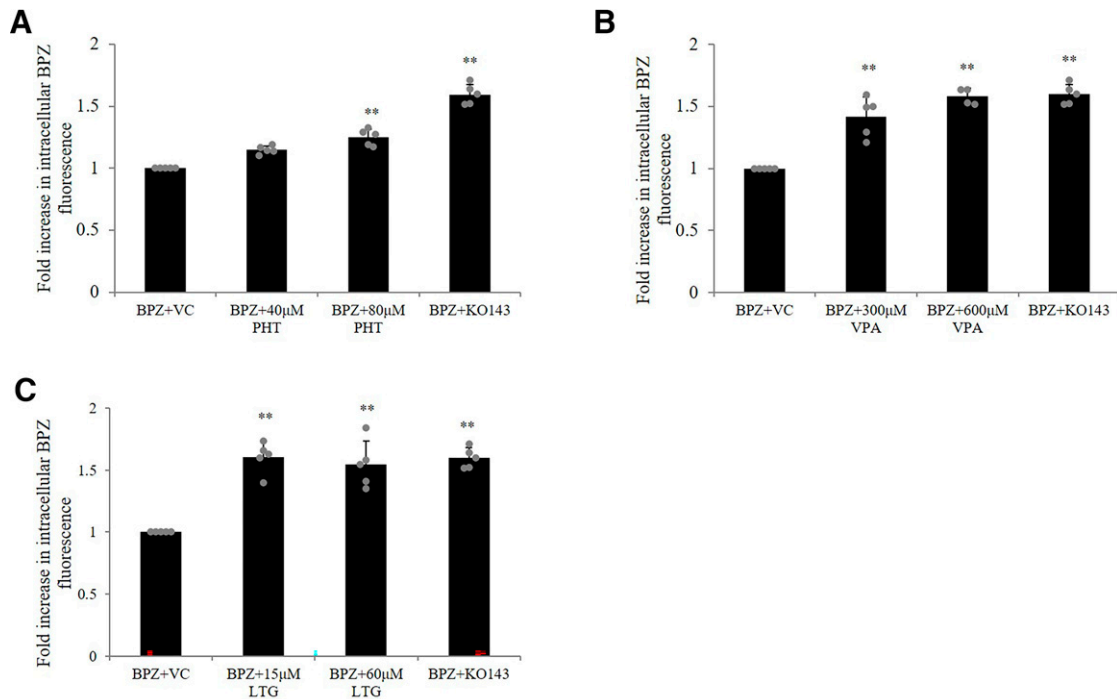 A
Fold increase in intracellular BPZ
fluorescence
2
1.5
1
0.5
0
**
**
BPZ+VC
BPZ+40μM
PHT
BPZ+80μM
PHT
BPZ+KO143
B
Fold increase in intracellular BPZ
fluorescence
2
1.5
1
0.5
0
**
**
**
BPZ+VC
BPZ+300μM
VPA
BPZ+600μM
VPA
BPZ+KO143
C
Fold increase in intracellular BPZ
fluorescence
2
1.5
1
0.5
0
**
**
**
BPZ+VC
BPZ+15μM
LTG
BPZ+60μM
LTG
BPZ+KO143